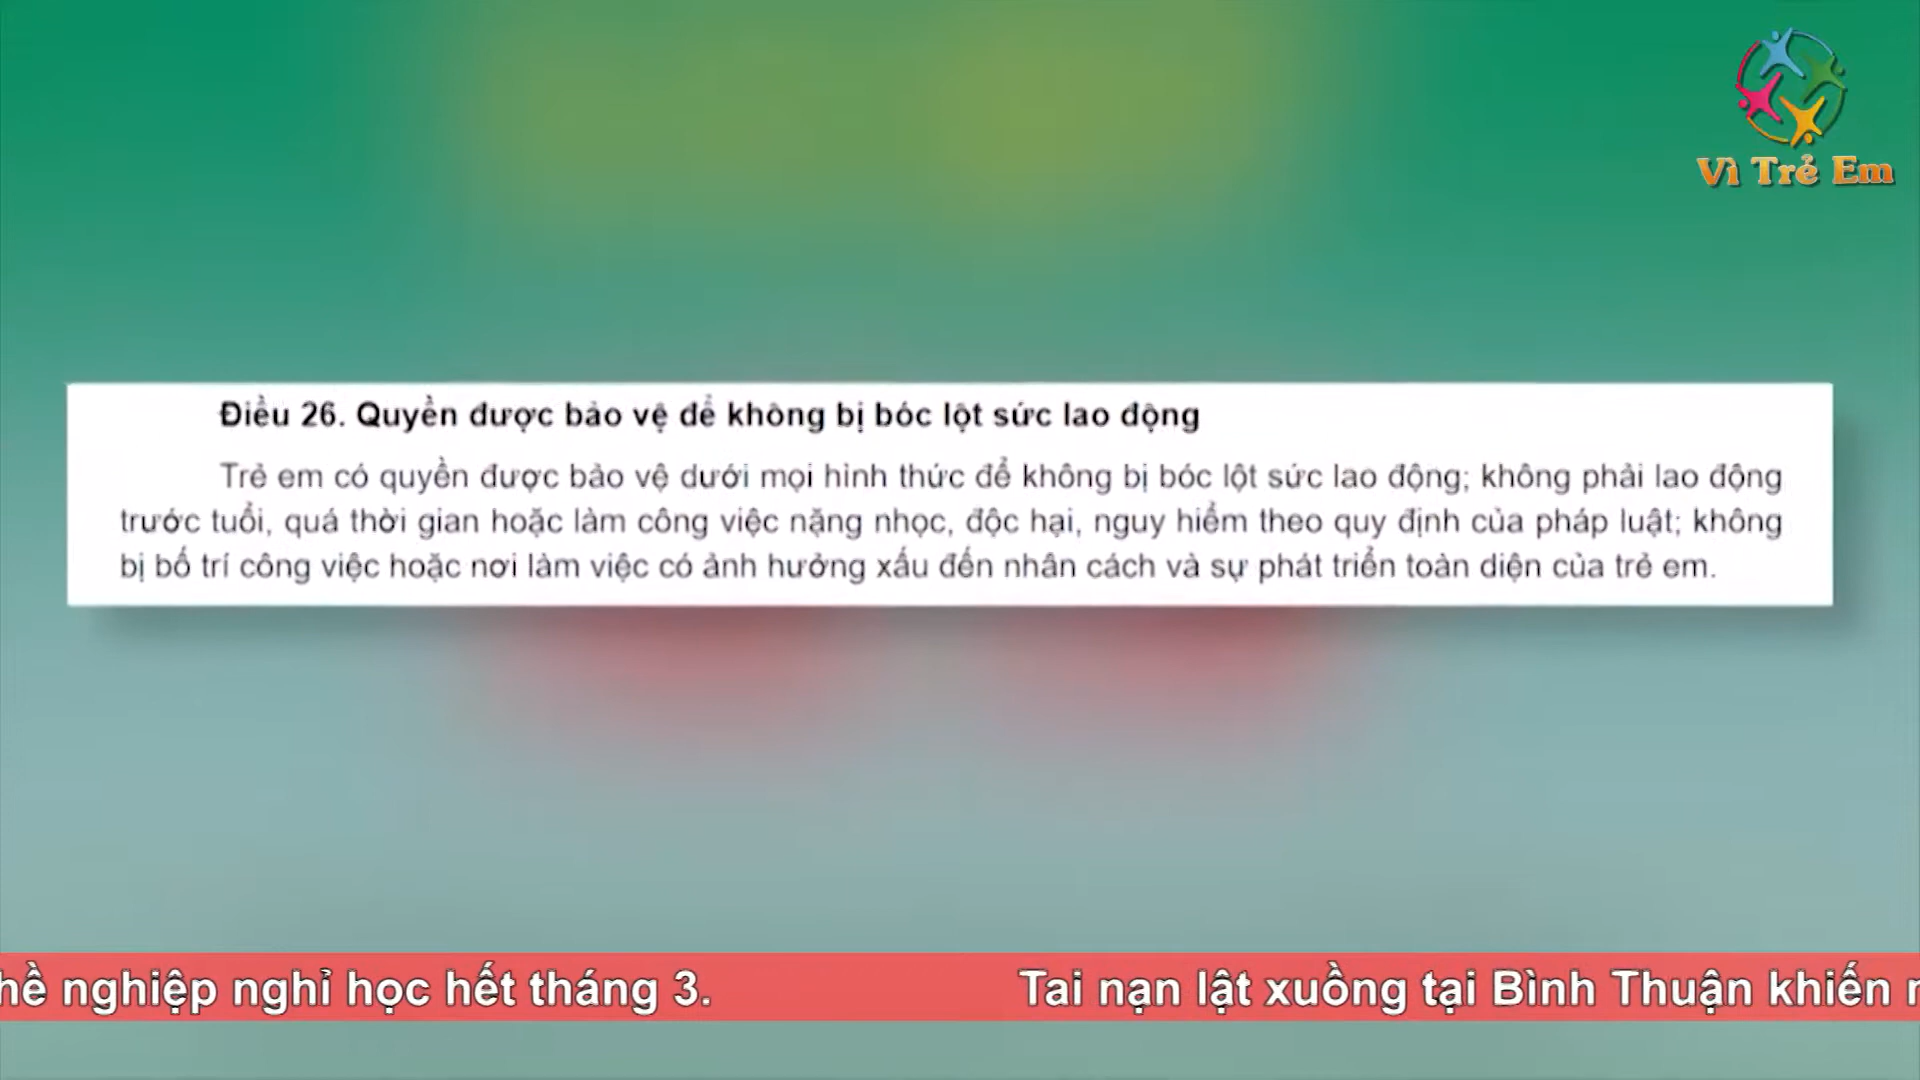 Vì Trẻ Em
Điều 26. Quyền được bảo vệ để không bị bóc lột sức lao động
Trẻ em có quyền được bảo vệ dưới mọi hình thức để không bị bóc lột sức lao động; không phải lao động
trước tuổi, quá thời gian hoặc làm công việc nặng nhọc, độc hại, nguy hiểm theo quy định của pháp luật; không
bị bố trí công việc hoặc nơi làm việc có ảnh hưởng xấu đến nhân cách và sự phát triển toàn diện của trẻ em.
nghiệp nghỉ học hết tháng 3. Tai nạn lật xuồng tại Bình Thuận khiến